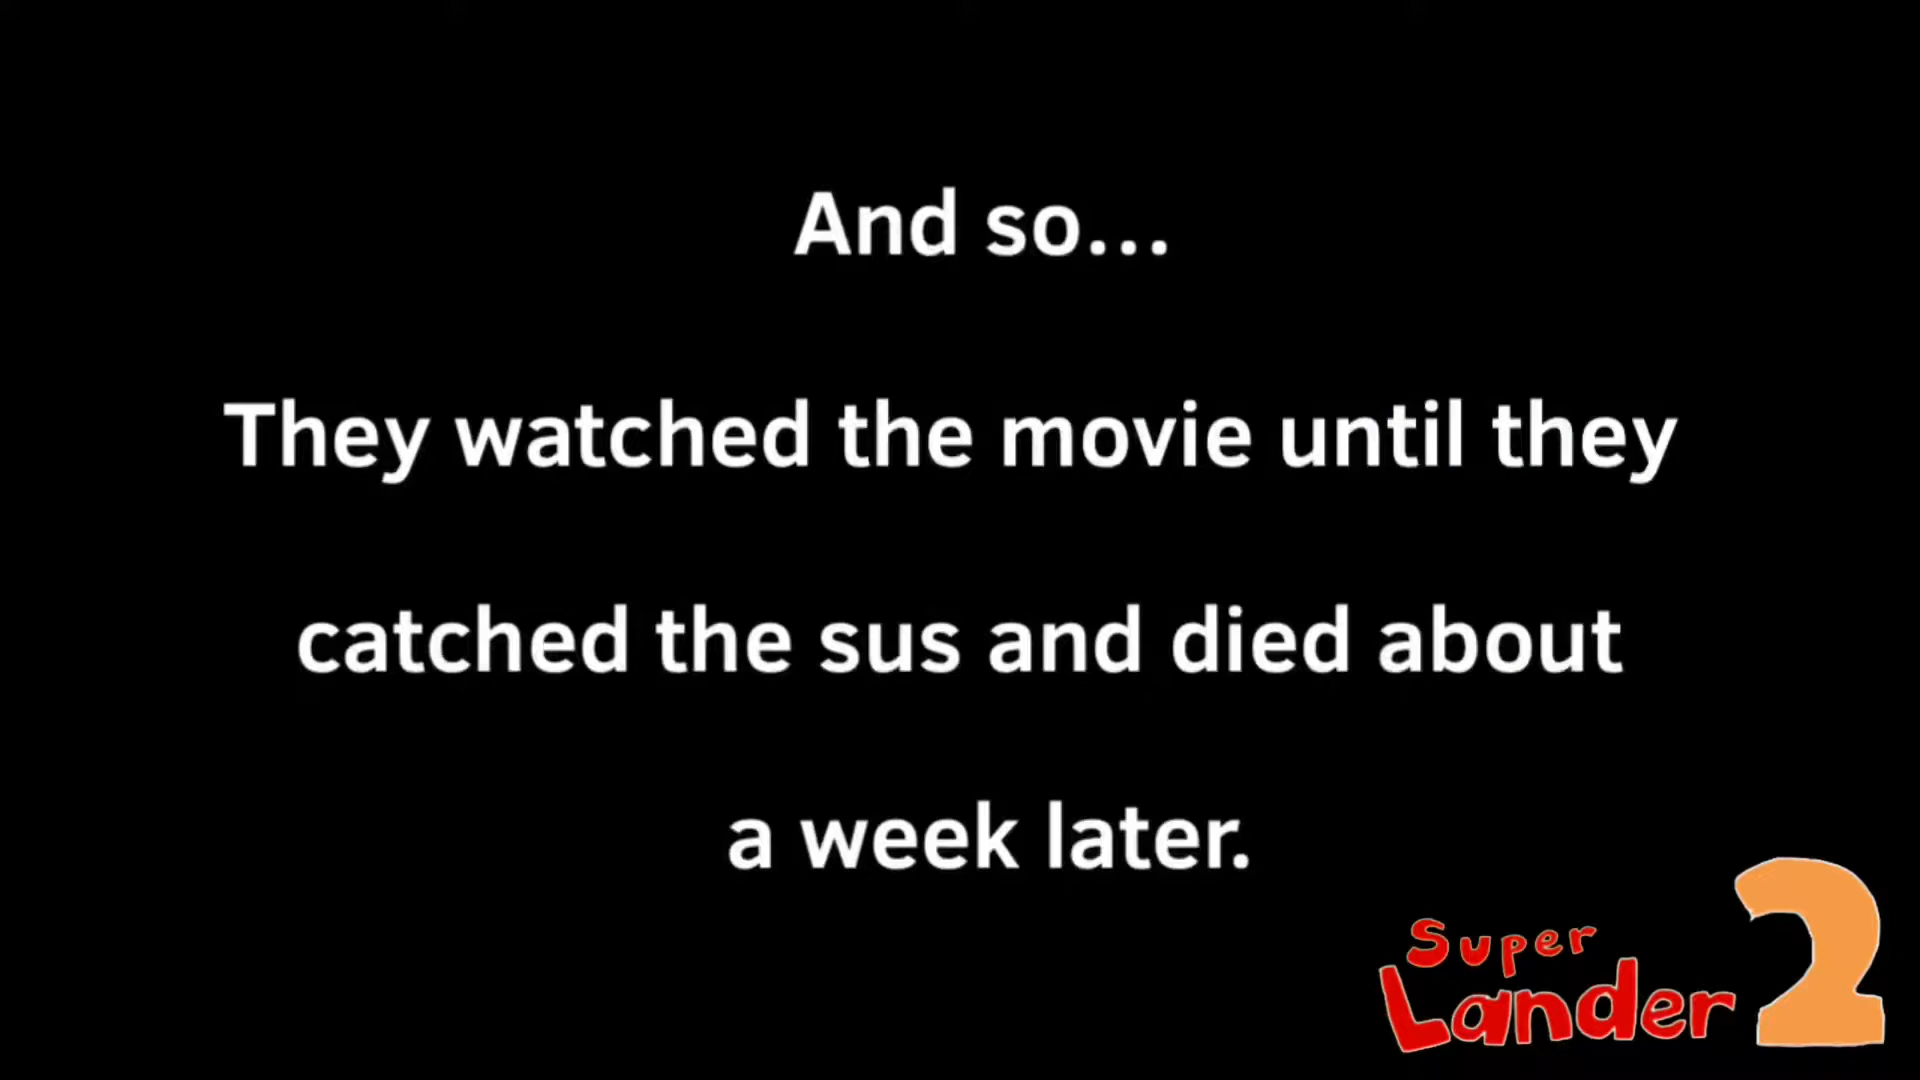 And so...
They watched the movie until they
catched the sus and died about
a week later.
Super
Lander 2